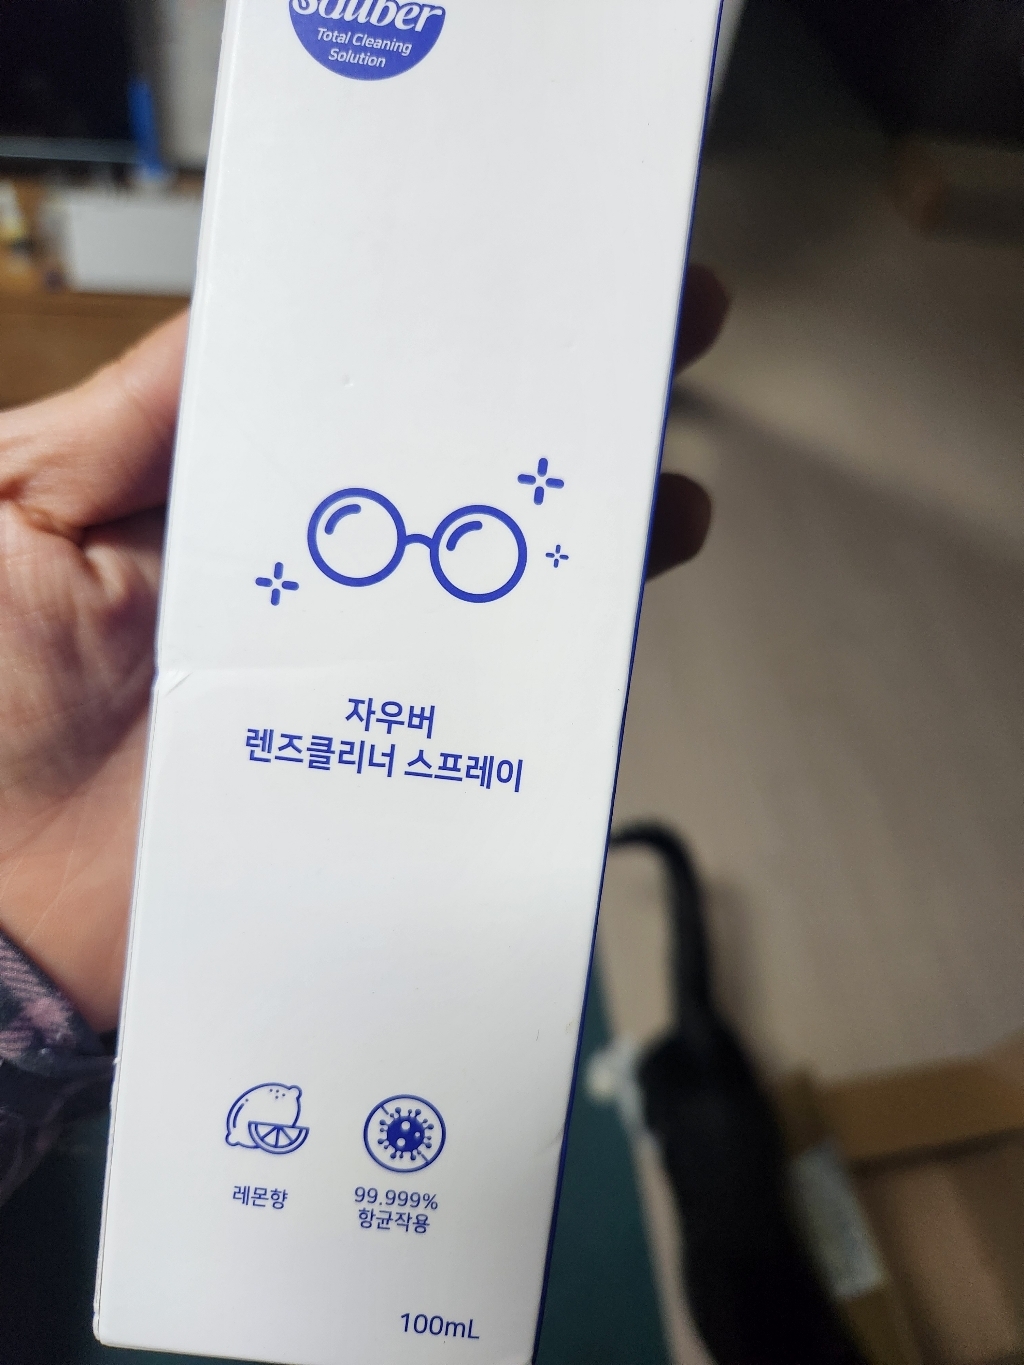 Sauber
Total Cleaning
Solution
자우버
렌즈클리너 스프레이
레몬향
99.999%
항균작용
100mL